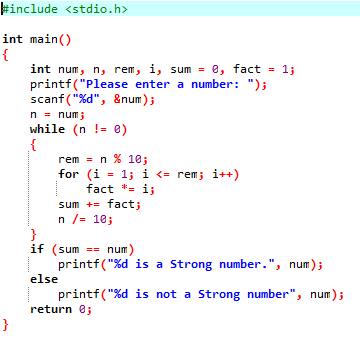 #include <stdio.h>
int main()
{
int num, n, rem, i, sum = 0, fact = 1;
printf("Please enter a number: ");
scanf("%d", &num);
n = num;
while (n != 0)
{
rem = n % 10;
for (i = 1; i <= rem; i++)
fact *= i;
sum += fact;
n /= 10;
}
if (sum == num)
printf("%d is a Strong number.", num);
else
printf("%d is not a Strong number", num);
return 0;
}